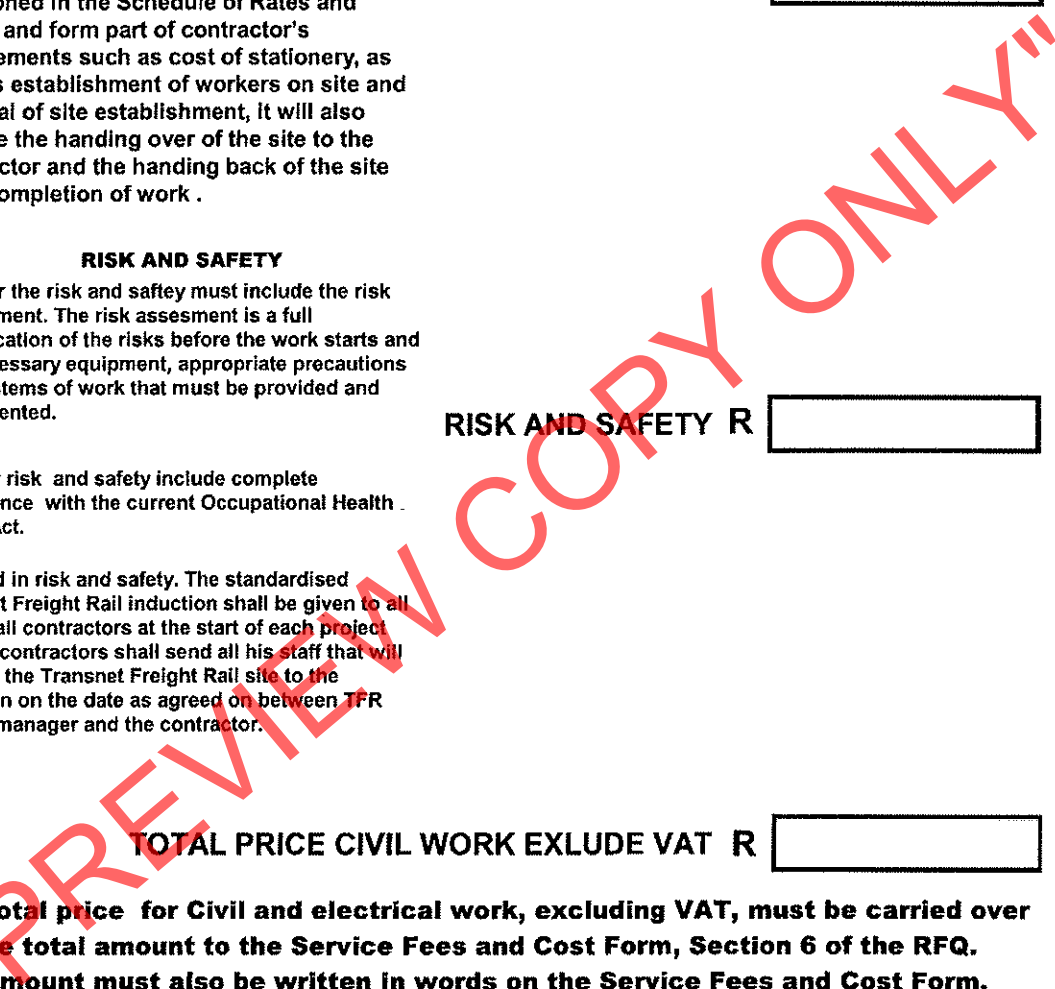 oned in the Schedule of Rates and
and form part of contractor's
ements such as cost of stationery, as
s establishment of workers on site and
al of site establishment, it will also
e the handing over of the site to the
ctor and the handing back of the site
ompletion of work .
RISK AND SAFETY
r the risk and saftey must include the risk
ment. The risk assesment is a full
cation of the risks before the work starts and
essary equipment, appropriate precautions
stems of work that must be provided and
ented.
RISK AND SAFETY R
risk and safety include complete
nce with the current Occupational Health
Act.
d in risk and safety. The standardised
t Freight Rail induction shall be given to all
all contractors at the start of each project
contractors shall send all his staff that will
the Transnet Freight Rail site to the
n on the date as agreed on between TFR
manager and the contractor.
TOTAL PRICE CIVIL WORK EXLUDE VAT R
otal price for Civil and electrical work, excluding VAT, must be carried over
e total amount to the Service Fees and Cost Form, Section 6 of the RFQ.
mount must also be written in words on the Service Fees and Cost Form.
PREVIEW COPY ONLY"